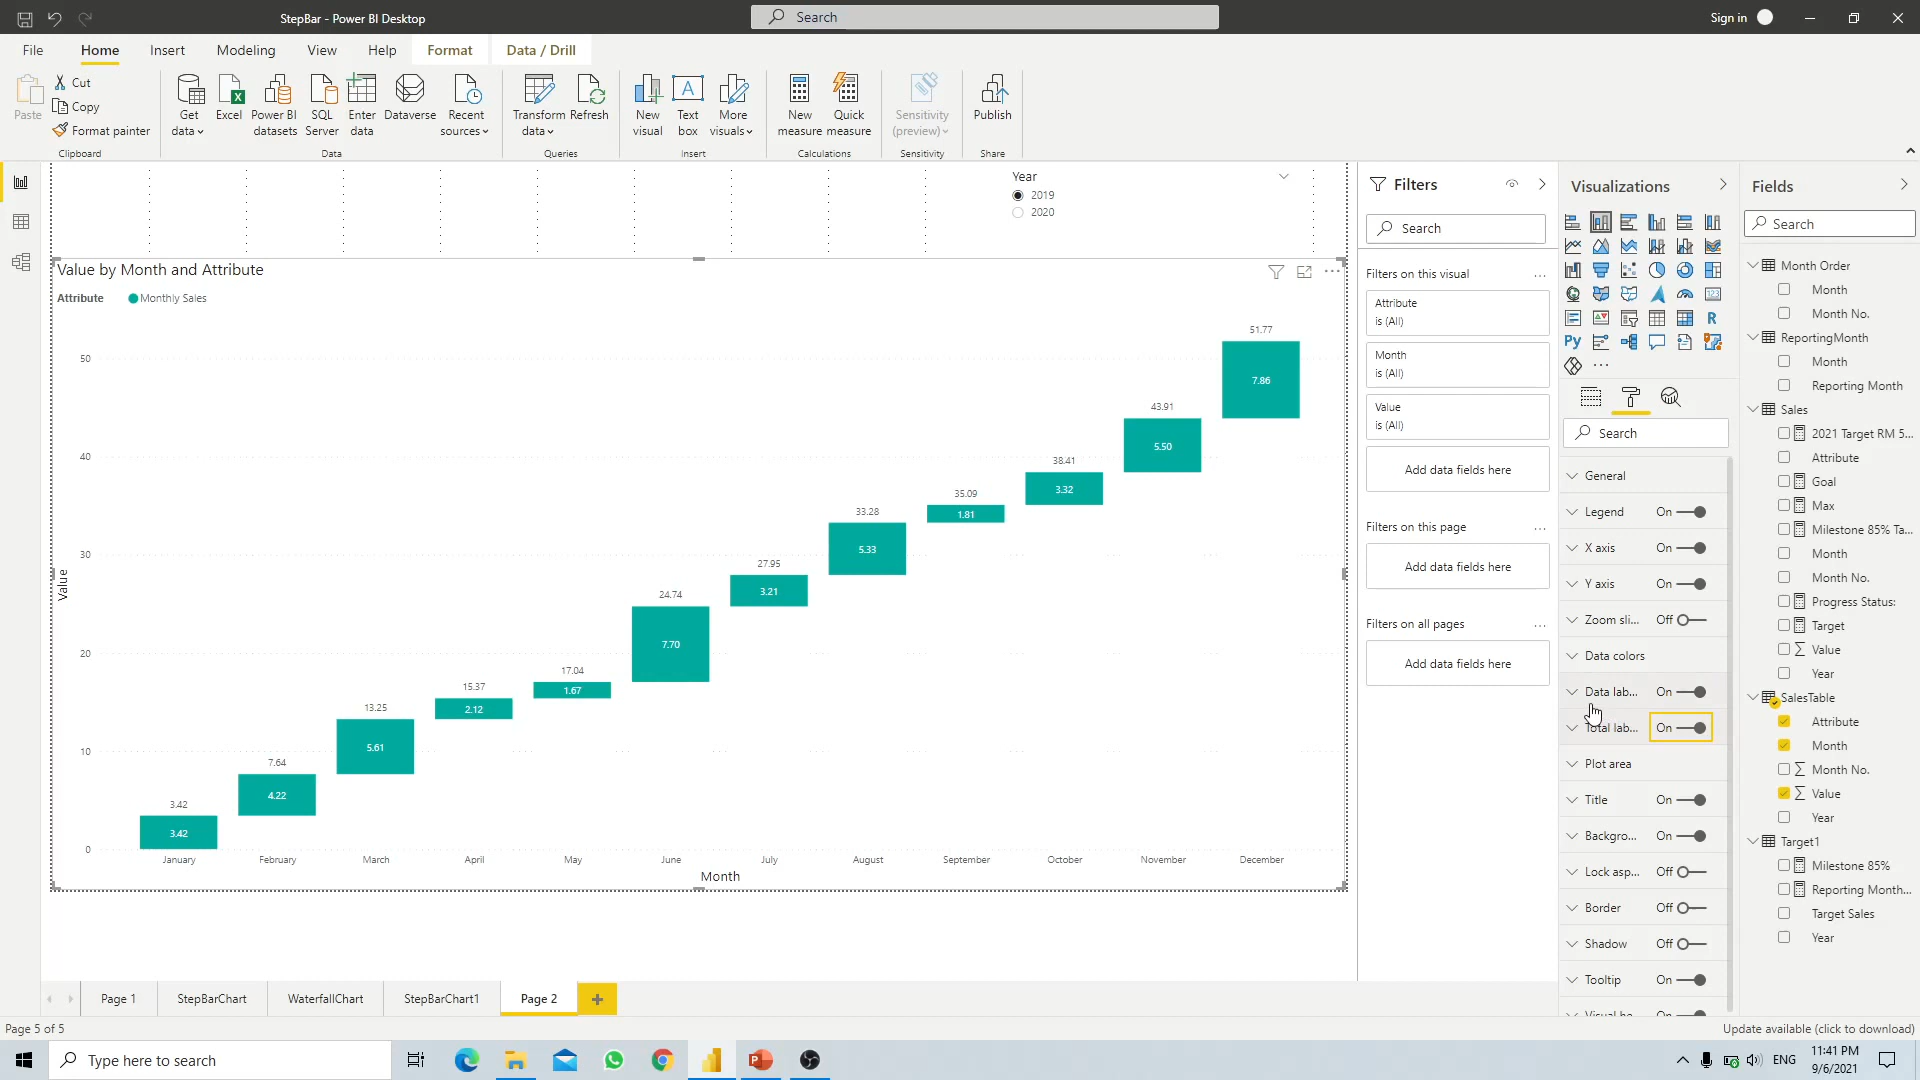 StepBar - Power BI Desktop
Search
Sign in
File
Home
Insert
Modeling
View
Help
Format
Data / Drill
Paste
Cut
Copy
Format painter
Clipboard
Get data
Excel
Power BI datasets
SQL Server
Enter data
Dataverse
Recent sources
Data
Transform data
Refresh
Queries
New visual
Text box
More visuals
Insert
New measure
Quick measure
Calculations
Sensitivity (preview)
Sensitivity
Publish
Share
Year
2019
2020
Value by Month and Attribute
Attribute
Monthly Sales
Value
50
40
30
20
10
0
3.42
3.42
7.64
4.22
13.25
5.61
15.37
2.12
17.04
1.67
24.74
7.70
27.95
3.21
33.28
5.33
35.09
1.81
38.41
3.32
43.91
5.50
51.77
7.86
January
February
March
April
May
June
July
August
September
October
November
December
Month
Filters
Search
Filters on this visual
Attribute
is (All)
Month
is (All)
Value
is (All)
Add data fields here
Filters on this page
Add data fields here
Filters on all pages
Add data fields here
Visualizations
123
R
Py
Search
General
Legend On
X axis On
Y axis On
Zoom sli... Off
Data colors
Data lab... On
Total lab... On
Plot area
Title On
Backgro... On
Lock asp... Off
Border Off
Shadow Off
Tooltip On
Fields
Search
Month Order
Month
Month No.
ReportingMonth
Month
Reporting Month
Sales
2021 Target RM 5...
Attribute
Goal
Max
Milestone 85% Ta...
Month
Month No.
Progress Status:
Target
Value
Year
SalesTable
Attribute
Month
Month No.
Value
Year
Target1
Milestone 85%
Reporting Month...
Target Sales
Year
Page 1
StepBarChart
WaterfallChart
StepBarChart1
Page 2
Page 5 of 5
Update available (click to download)
Type here to search
ENG
11:41 PM
9/6/2021